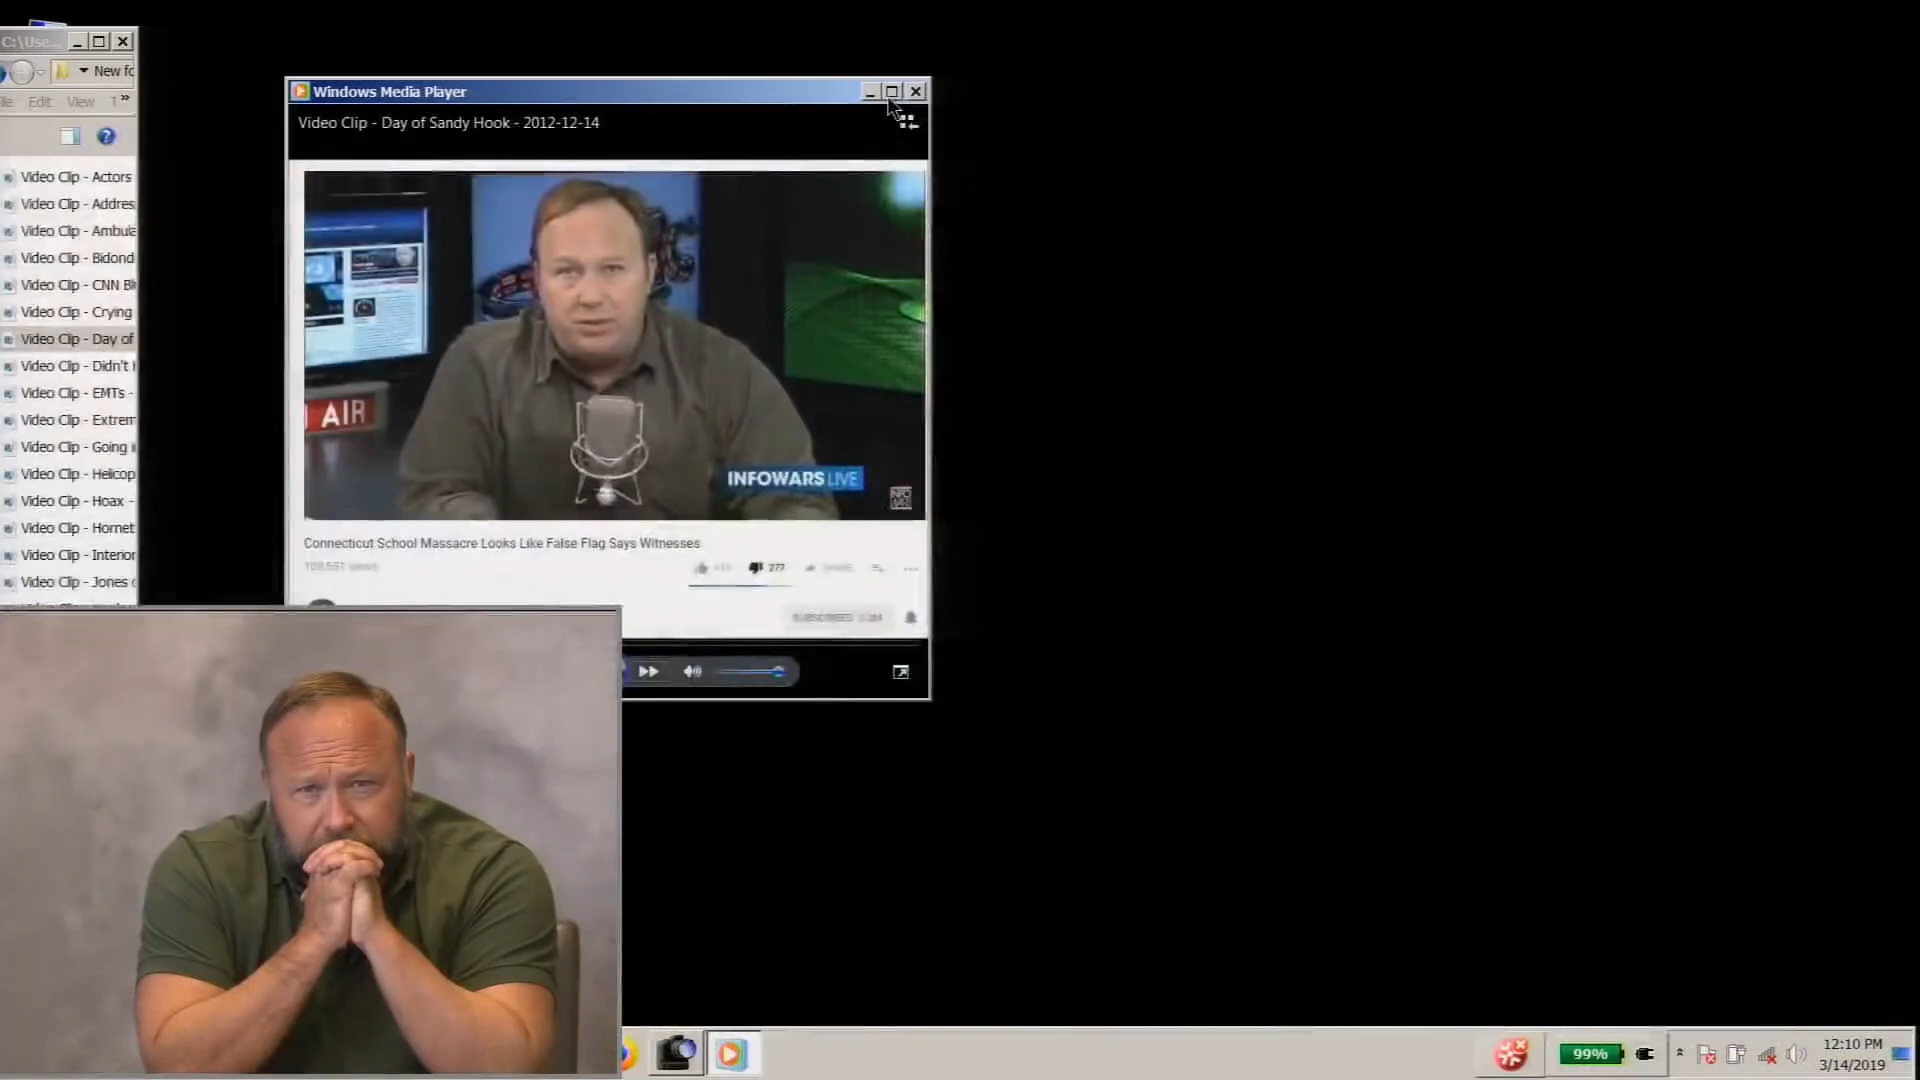 C:\Use...
New fo
Edit
View
Video Clip - Actors
Video Clip - Addres
Video Clip - Ambula
Video Clip - Bidond
Video Clip - CNN Bl
Video Clip - Crying
Video Clip - Day of
Video Clip - Didn't
Video Clip - EMTs -
Video Clip - Extrem
Video Clip - Going i
Video Clip - Helicop
Video Clip - Hoax -
Video Clip - Hornet
Video Clip - Interior
Video Clip - Jones
Windows Media Player
Video Clip - Day of Sandy Hook - 2012-12-14
AIR
INFOWARS LIVE
INFO
WARS
Connecticut School Massacre Looks Like False Flag Says Witnesses
277
SHARE
99%
12:10 PM
3/14/2019